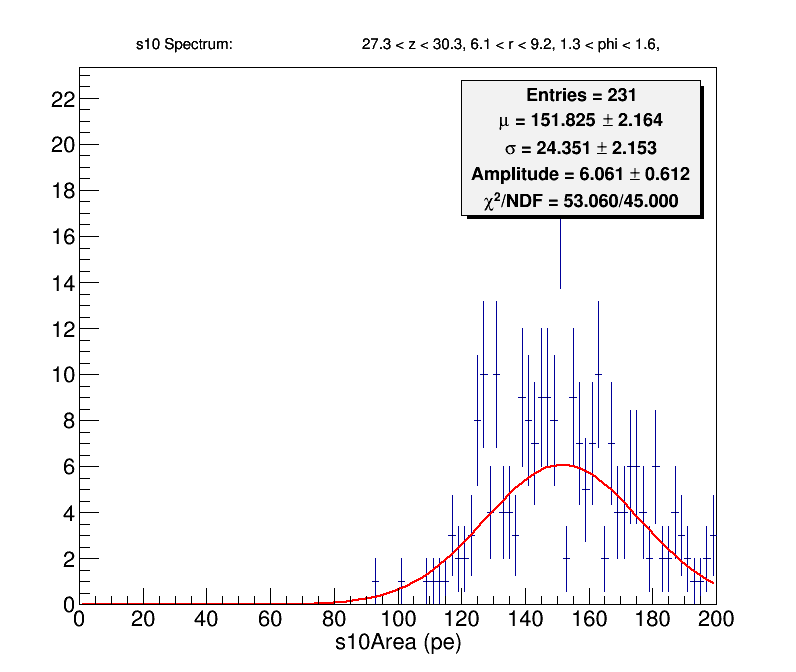 s10 Spectrum: 27.3 < z < 30.3, 6.1 < r < 9.2, 1.3 < phi < 1.6,
Entries = 231
μ = 151.825 ± 2.164
σ = 24.351 ± 2.153
Amplitude = 6.061 ± 0.612
χ²/NDF = 53.060/45.000
22
20
18
16
14
12
10
8
6
4
2
0
0 20 40 60 80 100 120 140 160 180 200
s10Area (pe)